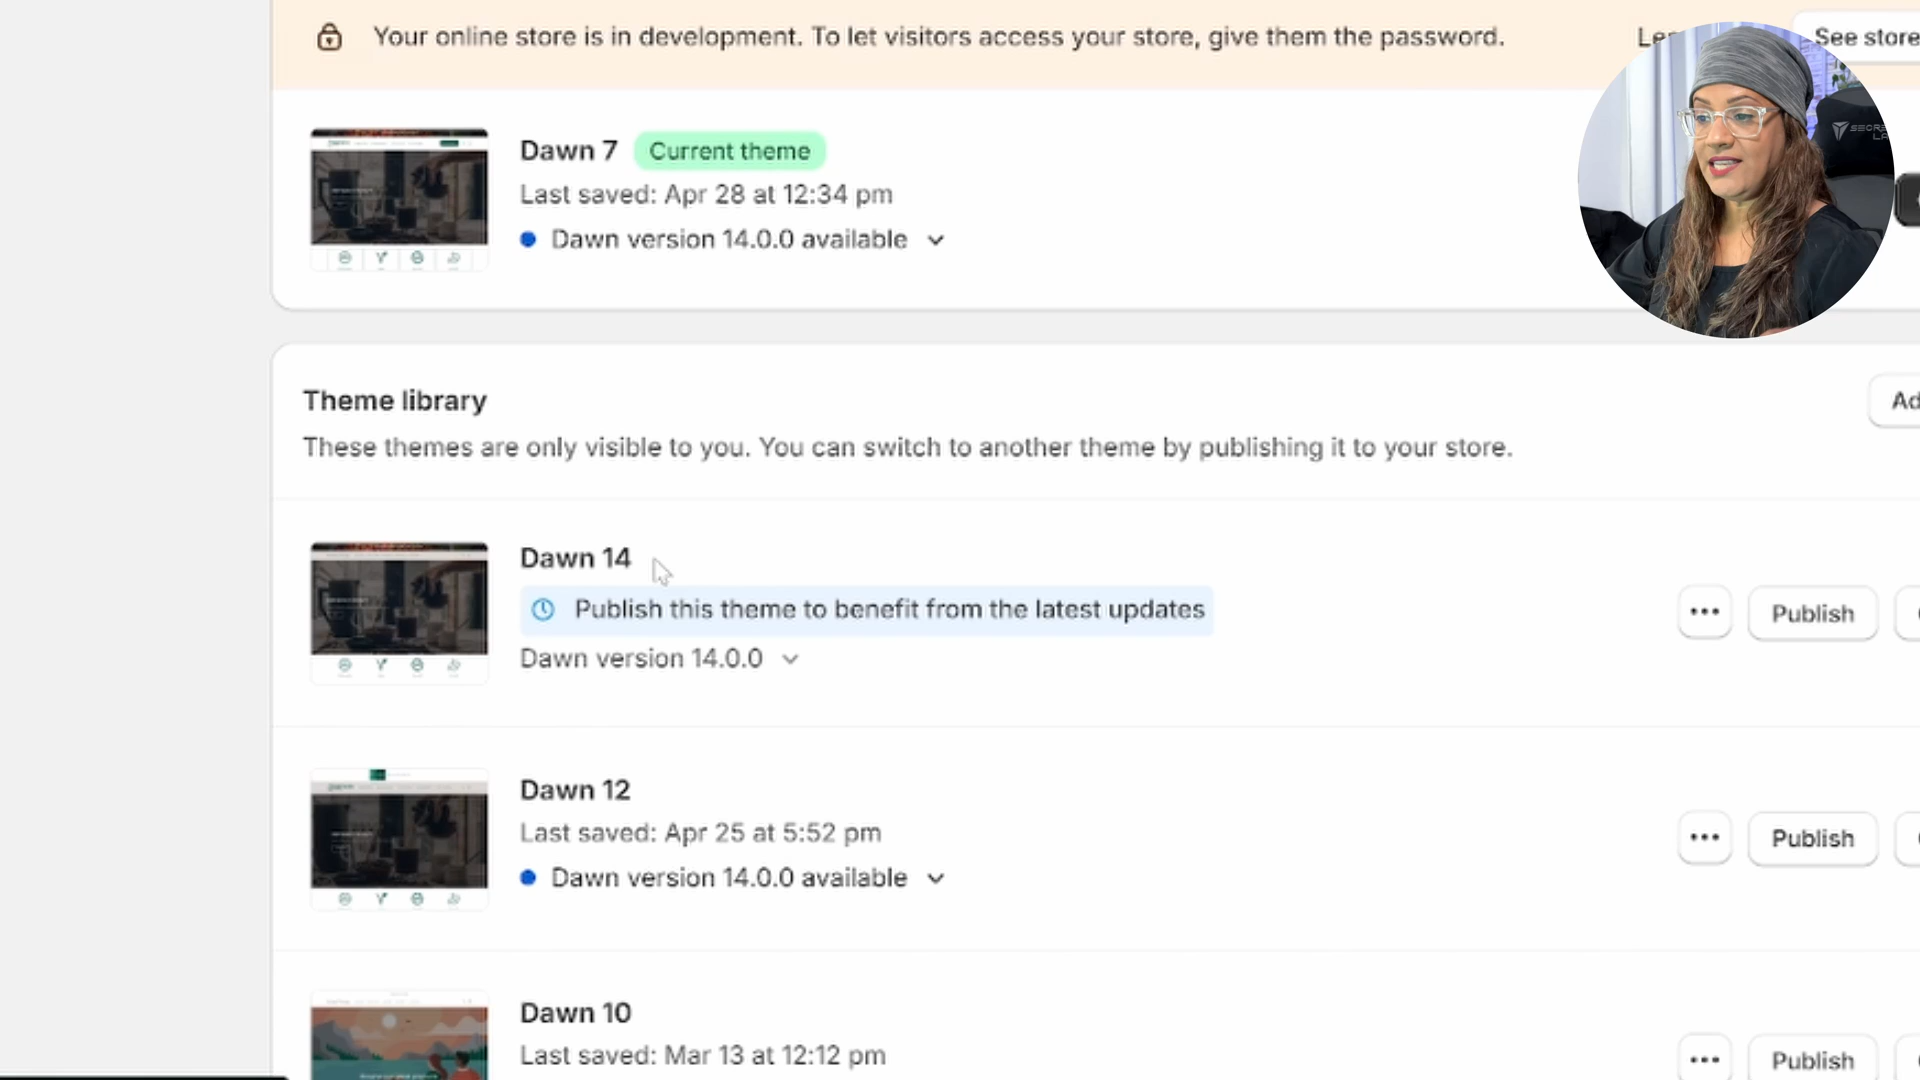 Your online store is in development. To let visitors access your store, give them the password.
See store
Dawn 7 Current theme
Last saved: Apr 28 at 12:34 pm
Dawn version 14.0.0 available
Theme library
These themes are only visible to you. You can switch to another theme by publishing it to your store.
Dawn 14
Publish this theme to benefit from the latest updates
Publish
Dawn version 14.0.0
Dawn 12
Last saved: Apr 25 at 5:52 pm
Publish
Dawn version 14.0.0 available
Dawn 10
Last saved: Mar 13 at 12:12 pm
Publish